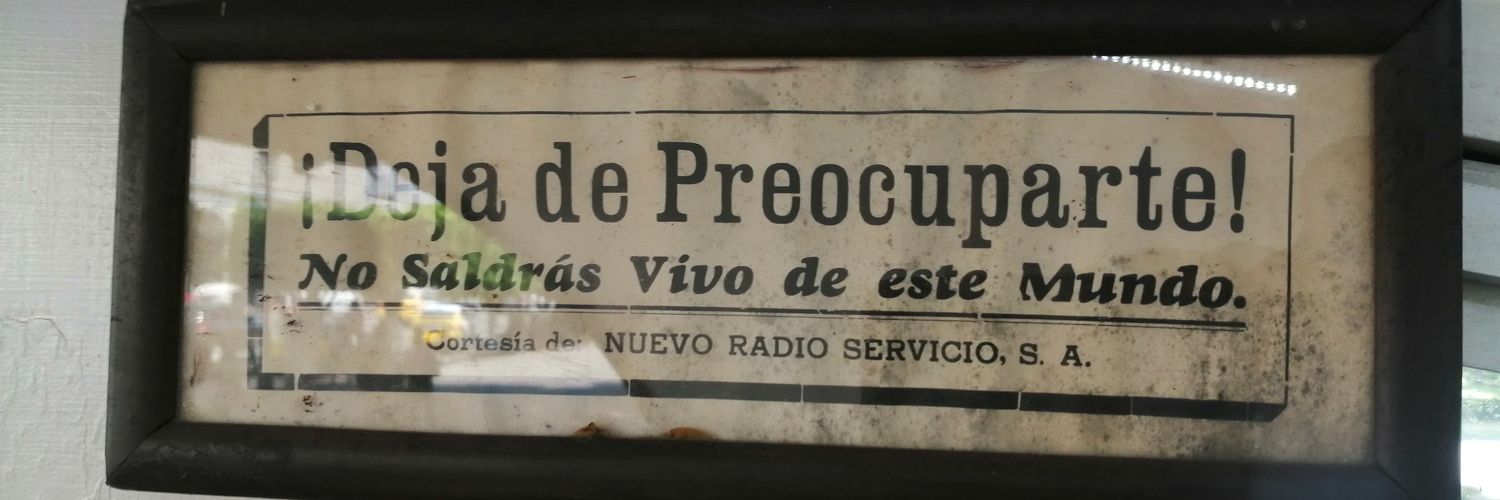 ¡Deja de Preocuparte!
No Saldrás Vivo de este Mundo.
Cortesía de: NUEVO RADIO SERVICIO, S. A.